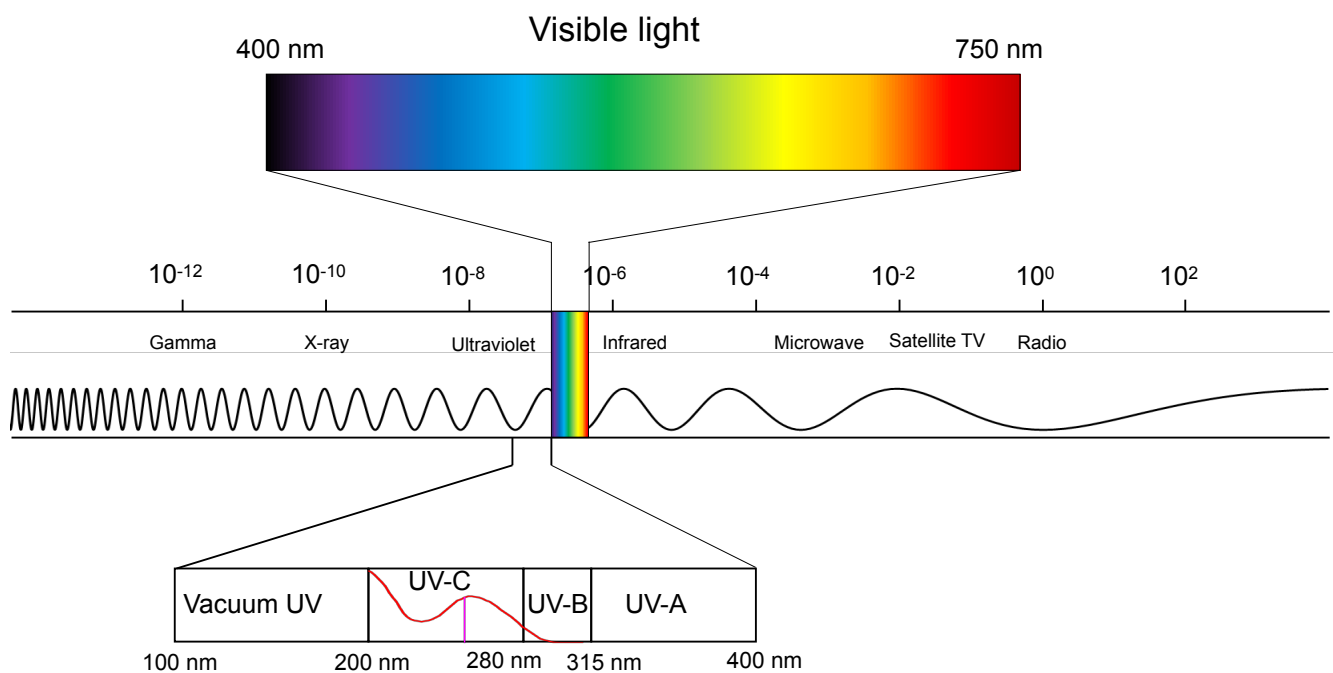 Visible light
400 nm 750 nm
10⁻¹² 10⁻¹⁰ 10⁻⁸ 10⁻⁶ 10⁻⁴ 10⁻² 10⁰ 10²
Gamma X-ray Ultraviolet Infrared Microwave Satellite TV Radio
UV-C
Vacuum UV UV-B UV-A
100 nm 200 nm 280 nm 315 nm 400 nm